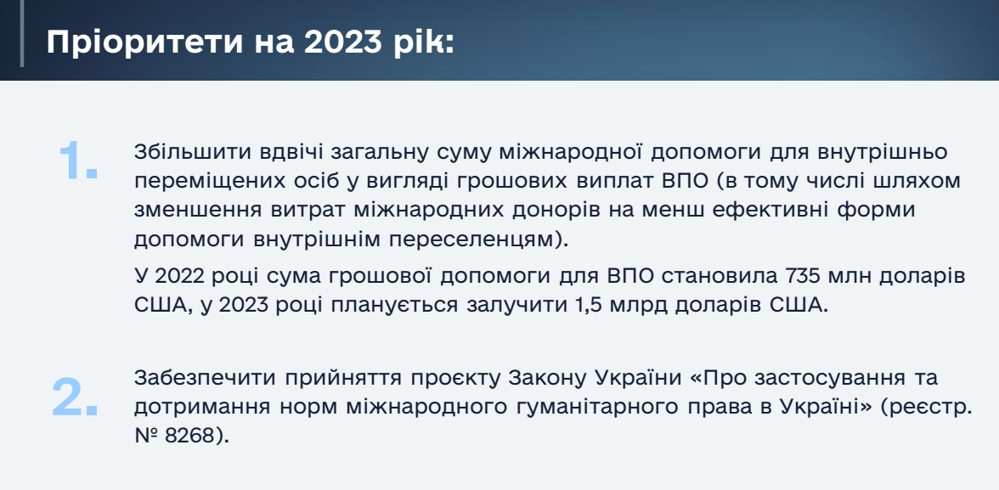 Пріоритети на 2023 рік:
1.
Збільшити вдвічі загальну суму міжнародної допомоги для внутрішньо
переміщених осіб у вигляді грошових виплат ВПО (в тому числі шляхом
зменшення витрат міжнародних донорів на менш ефективні форми
допомоги внутрішнім переселенцям).
У 2022 році сума грошової допомоги для ВПО становила 735 млн доларів
США, у 2023 році планується залучити 1,5 млрд доларів США.
2.
Забезпечити прийняття проєкту Закону України «Про застосування та
дотримання норм міжнародного гуманітарного права в Україні» (реєстр.
№ 8268).